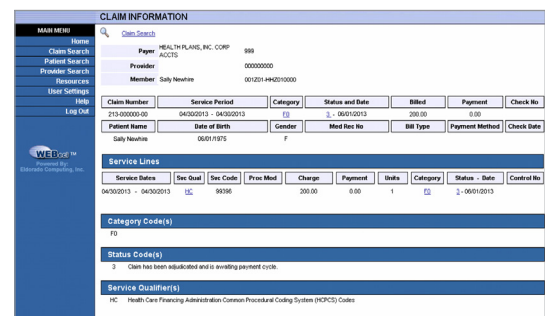 CLAIM INFORMATION
MAIN MENU
Home
Claim Search
Patient Search
Provider Search
Resources
User Settings
Help
Log Out
WEBeci TM
Powered By:
Eldorado Computing, Inc.
Claim Search
Payer HEALTH PLANS, INC. CORP ACCTS 999
Provider 000000000
Member Sally Newhire 001Z01-HHZ010000
Claim Number Service Period Category Status and Date Billed Payment Check No
213-000000-00 04/30/2013 - 04/30/2013 F0 3 - 06/01/2013 200.00 0.00
Patient Name Date of Birth Gender Med Rec No Bill Type Payment Method Check Date
Sally Newhire 06/01/1975 F
Service Lines
Service Dates Svc Qual Svc Code Proc Mod Charge Payment Units Category Status - Date Control No
04/30/2013 - 04/30/2013 HC 99396 200.00 0.00 1 F0 3 - 06/01/2013
Category Code(s)
F0
Status Code(s)
3 Claim has been adjudicated and is awaiting payment cycle.
Service Qualifier(s)
HC Health Care Financing Administration Common Procedural Coding System (HCPCS) Codes